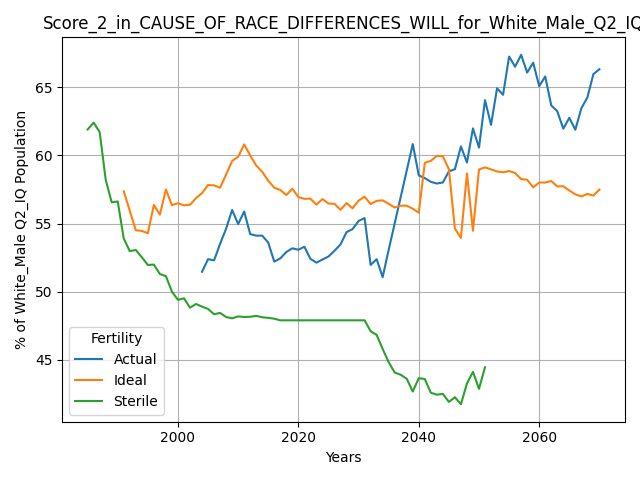 Score_2_in_CAUSE_OF_RACE_DIFFERENCES_WILL_for_White_Male_Q2_IQ
65
60
55
50
45
% of White_Male Q2_IQ Population
Fertility
Actual
Ideal
Sterile
2000 2020 2040 2060
Years